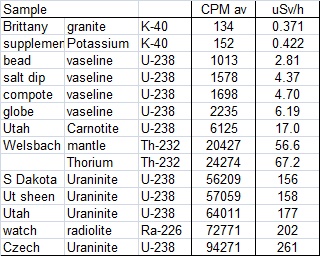 Sample CPM av uSv/h
Brittany granite K-40 134 0.371
supplemen Potassium K-40 152 0.422
bead vaseline U-238 1013 2.81
salt dip vaseline U-238 1578 4.37
compote vaseline U-238 1698 4.70
globe vaseline U-238 2235 6.19
Utah Carnotite U-238 6125 17.0
Welsbach mantle Th-232 20427 56.6
Thorium Th-232 24274 67.2
S Dakota Uraninite U-238 56209 156
Ut sheen Uraninite U-238 57059 158
Utah Uraninite U-238 64011 177
watch radiolite Ra-226 72771 202
Czech Uraninite U-238 94271 261